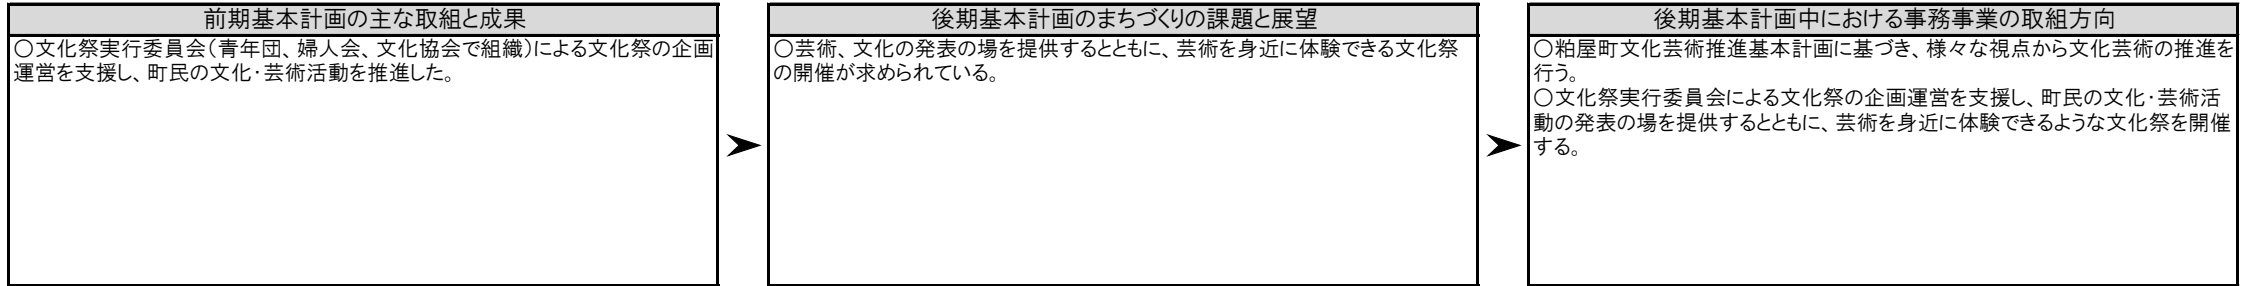 前期基本計画の主な取組と成果
○文化祭実行委員会(青年団、婦人会、文化協会で組織)による文化祭の企画
運営を支援し、町民の文化・芸術活動を推進した。
後期基本計画のまちづくりの課題と展望
○芸術、文化の発表の場を提供するとともに、芸術を身近に体験できる文化祭
の開催が求められている。
後期基本計画中における事務事業の取組方向
○粕屋町文化芸術推進基本計画に基づき、様々な視点から文化芸術の推進を
行う。
○文化祭実行委員会による文化祭の企画運営を支援し、町民の文化・芸術活
動の発表の場を提供するとともに、芸術を身近に体験できるような文化祭を開催
する。